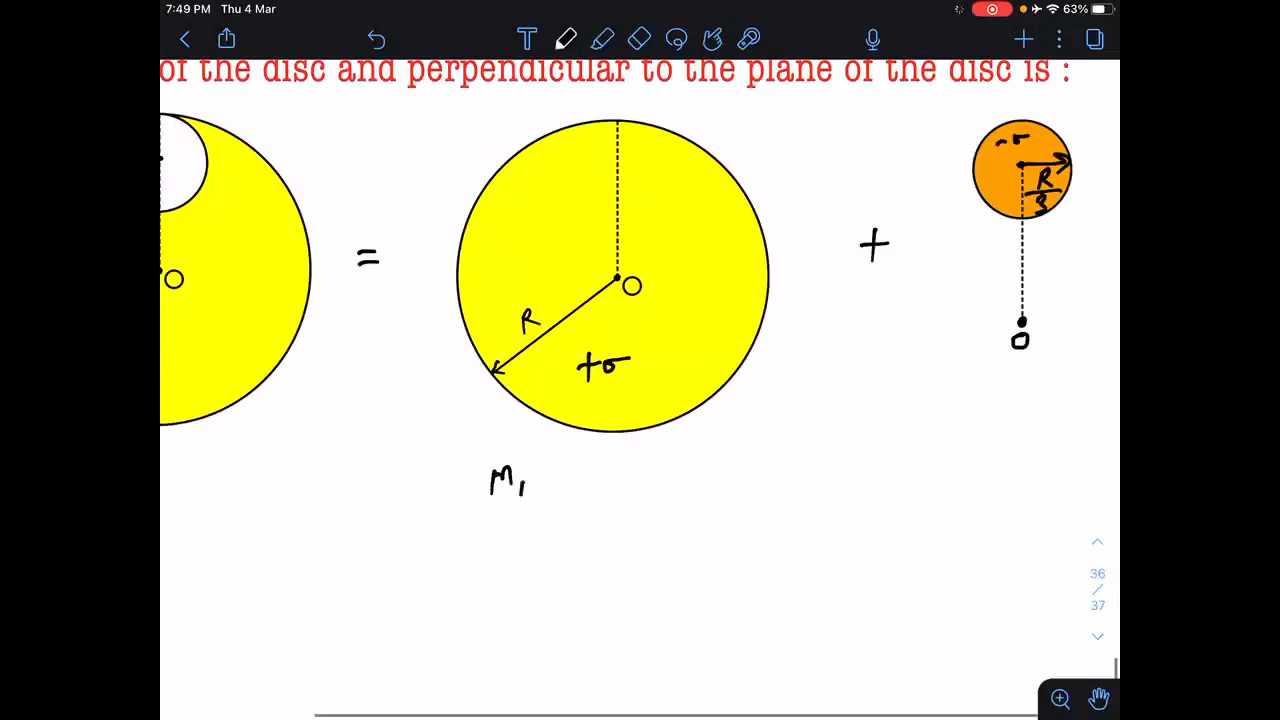 7:49 PM Thu 4 Mar
63%
T
of the disc and perpendicular to the plane of the disc is :
-σ
R
3
=
+
O
O
R
O
+σ
M₁
36
/
37